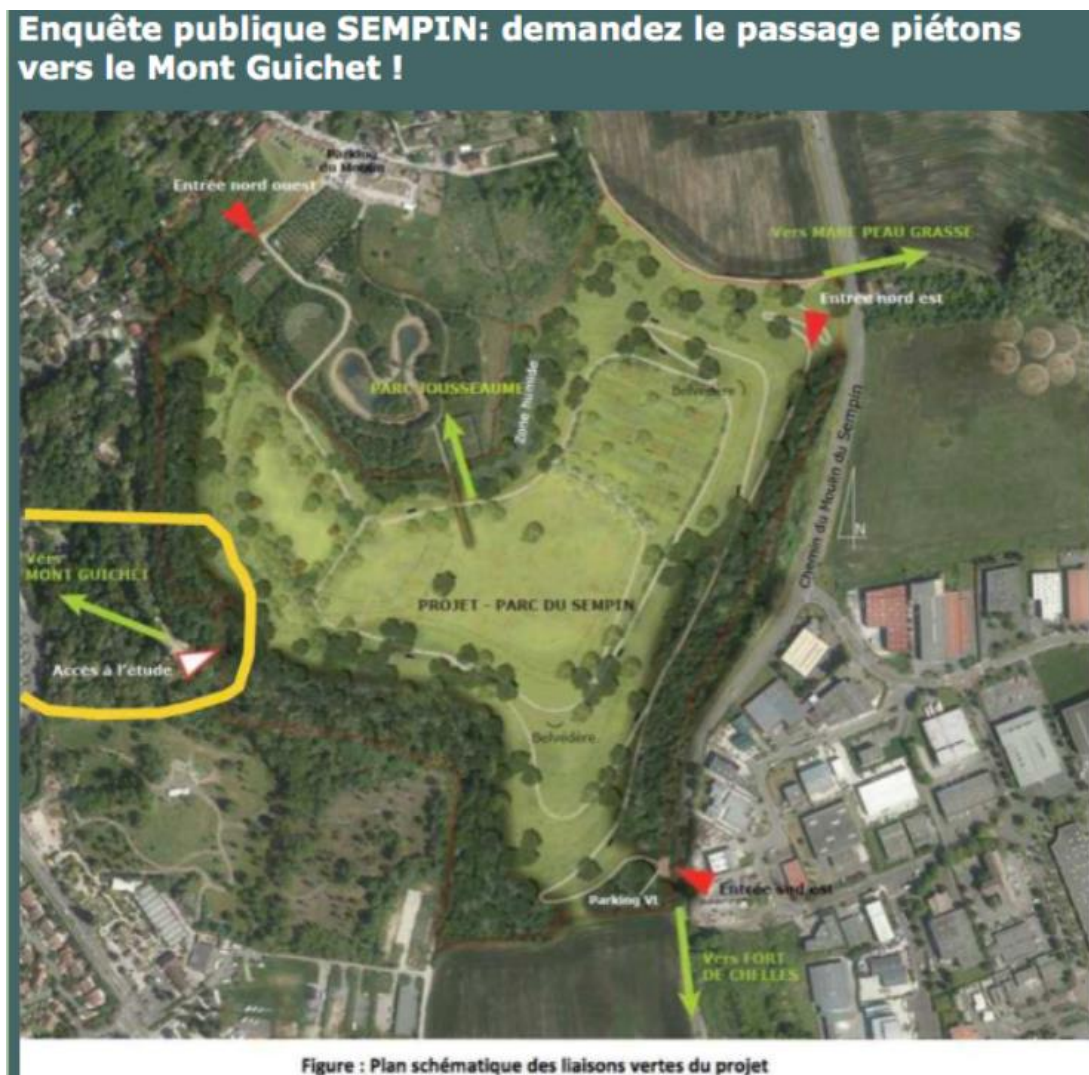 Enquête publique SEMPIN: demandez le passage piétons
vers le Mont Guichet !
Parking
du Moulin
Entrée nord ouest
Vers MARE PEAU GRASSE
Entrée nord est
PARC JOUSSEAUME
Zone humide
Belvédère
Chemin du Moulin du Sempin
N
Vers
MONT GUICHET
PROJET - PARC DU SEMPIN
Accès à l'étude
Belvédère
Entrée sud est
Parking VL
Vers FORT
DE CHELLES
Figure : Plan schématique des liaisons vertes du projet